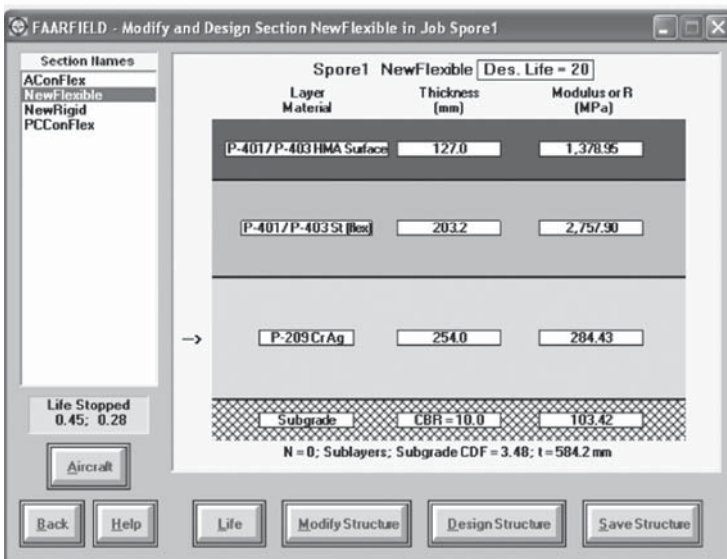 FAARFIELD - Modify and Design Section NewFlexible in Job Spore1
Section Names
AConFlex
NewFlexible
NewRigid
PCConFlex
Life Stopped
0.45; 0.28
Aircraft
Back
Help
Spore1 NewFlexible Des. Life = 20
Layer Material
Thickness (mm)
Modulus or R (MPa)
P-401/ P-403 HMA Surface 127.0 1,378.95
P-401/ P-403 St (flex) 203.2 2,757.90
--> P-209 Cr Ag 254.0 284.43
Subgrade CBR = 10.0 103.42
N = 0; Sublayers; Subgrade CDF = 3.48; t = 584.2 mm
Life
Modify Structure
Design Structure
Save Structure